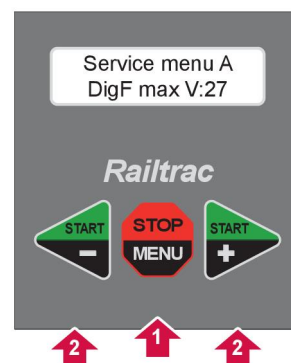 Service menu A
DigF max V:27
Railtrac
START STOP START
- MENU +
2 1 2